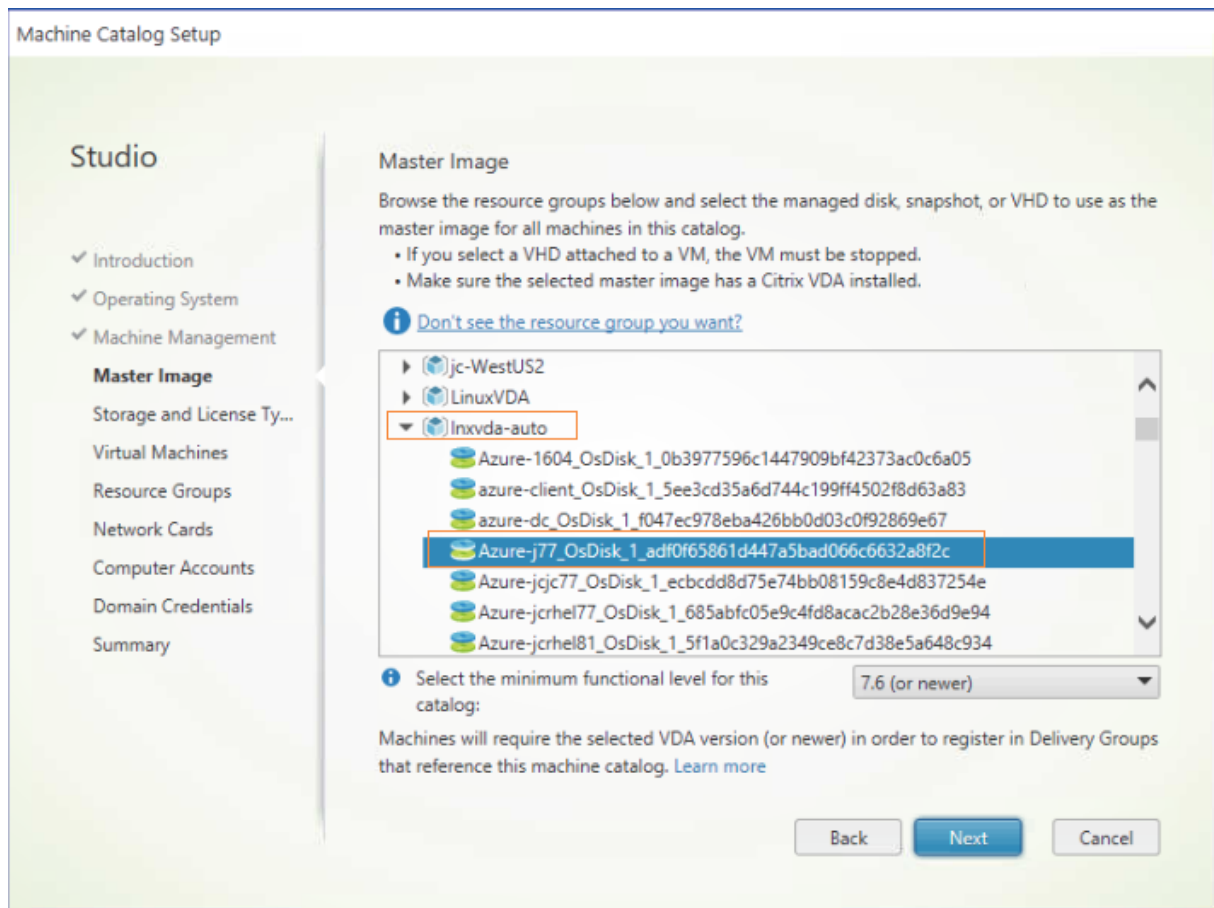 Machine Catalog Setup
Studio
Introduction
Operating System
Machine Management
Master Image
Storage and License Ty...
Virtual Machines
Resource Groups
Network Cards
Computer Accounts
Domain Credentials
Summary
Master Image
Browse the resource groups below and select the managed disk, snapshot, or VHD to use as the
master image for all machines in this catalog.
• If you select a VHD attached to a VM, the VM must be stopped.
• Make sure the selected master image has a Citrix VDA installed.
Don't see the resource group you want?
jc-WestUS2
LinuxVDA
lnxvda-auto
Azure-1604_OsDisk_1_0b3977596c1447909bf42373ac0c6a05
azure-client_OsDisk_1_5ee3cd35a6d744c199ff4502f8d63a83
azure-dc_OsDisk_1_f047ec978eba426bb0d03c0f92869e67
Azure-j77_OsDisk_1_adf0f65861d447a5bad066c6632a8f2c
Azure-jcjc77_OsDisk_1_ecbcdd8d75e74bb08159c8e4d837254e
Azure-jcrhel77_OsDisk_1_685abfc05e9c4fd8acac2b28e36d9e94
Azure-jcrhel81_OsDisk_1_5f1a0c329a2349ce8c7d38e5a648c934
Select the minimum functional level for this
catalog:
7.6 (or newer)
Machines will require the selected VDA version (or newer) in order to register in Delivery Groups
that reference this machine catalog. Learn more
Back
Next
Cancel